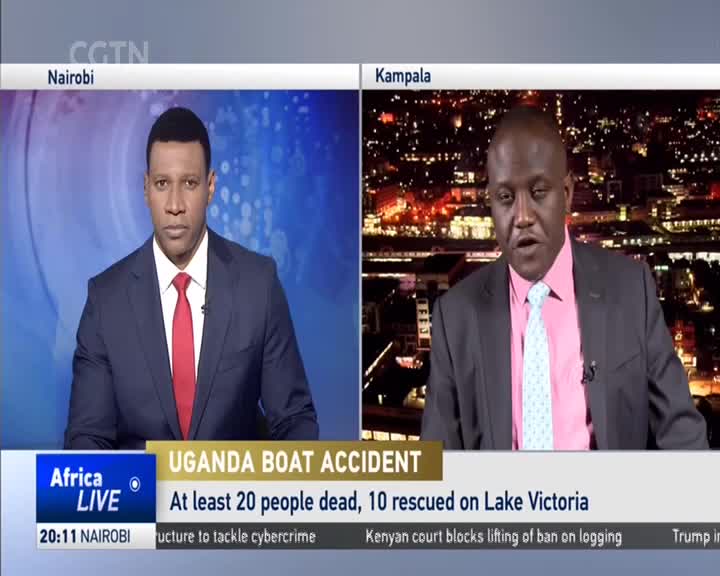 CGTN
Nairobi
Kampala
UGANDA BOAT ACCIDENT
Africa
LIVE
At least 20 people dead, 10 rescued on Lake Victoria
20:11 NAIROBI
ructure to tackle cybercrime Kenyan court blocks lifting of ban on logging Trump in